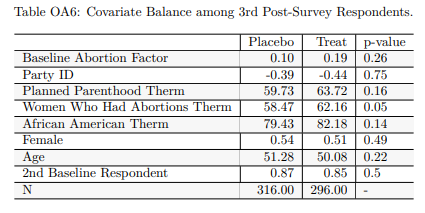 Table OA6: Covariate Balance among 3rd Post-Survey Respondents.
Placebo Treat p-value
Baseline Abortion Factor 0.10 0.19 0.26
Party ID -0.39 -0.44 0.75
Planned Parenthood Therm 59.73 63.72 0.16
Women Who Had Abortions Therm 58.47 62.16 0.05
African American Therm 79.43 82.18 0.14
Female 0.54 0.51 0.49
Age 51.28 50.08 0.22
2nd Baseline Respondent 0.87 0.85 0.5
N 316.00 296.00 -